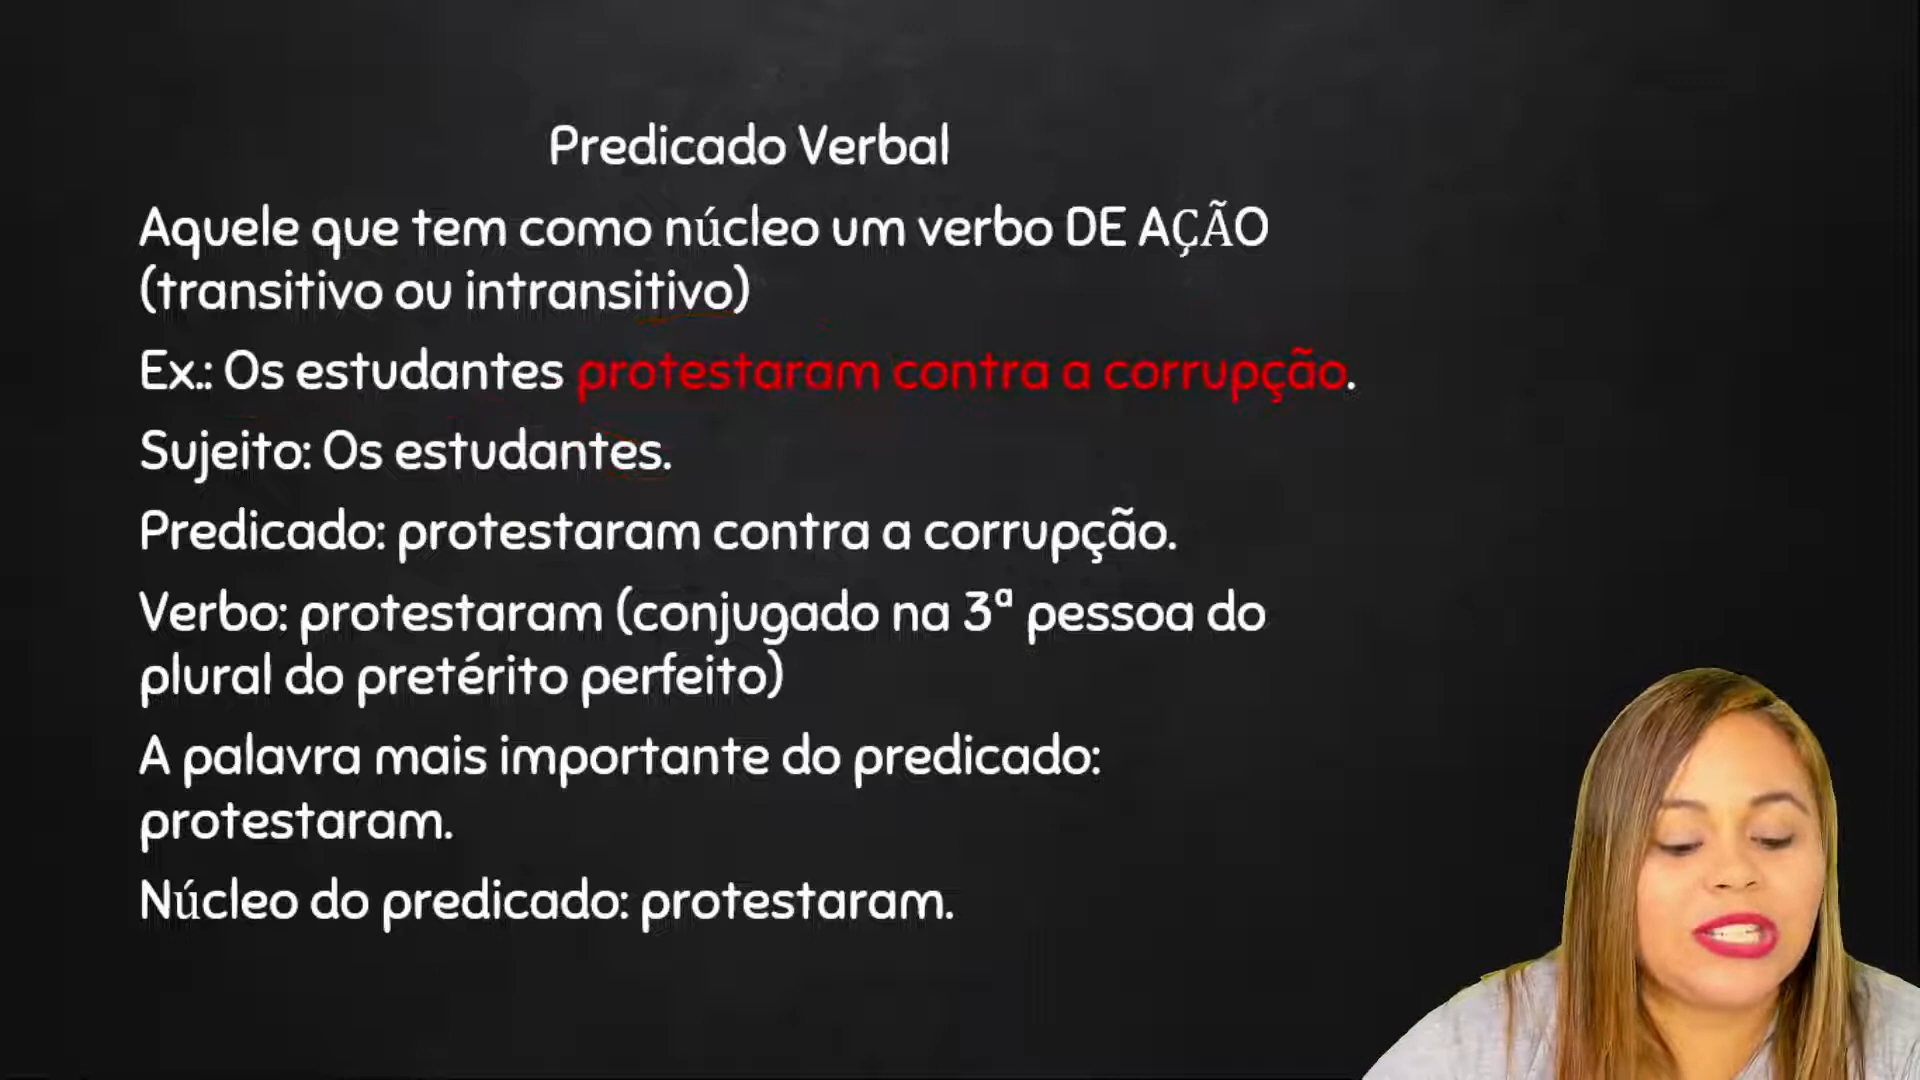 Predicado Verbal
Aquele que tem como núcleo um verbo DE AÇÃO
(transitivo ou intransitivo)
Ex.: Os estudantes protestaram contra a corrupção.
Sujeito: Os estudantes.
Predicado: protestaram contra a corrupção.
Verbo: protestaram (conjugado na 3ª pessoa do
plural do pretérito perfeito)
A palavra mais importante do predicado:
protestaram.
Núcleo do predicado: protestaram.